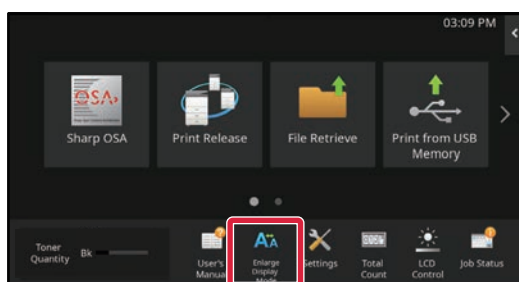 03:09 PM
OSA
Sharp OSA
Print Release
File Retrieve
Print from USB
Memory
Toner
Quantity
Bk
User's
Manual
Enlarge
Display
Mode
Settings
Total
Count
LCD
Control
Job Status